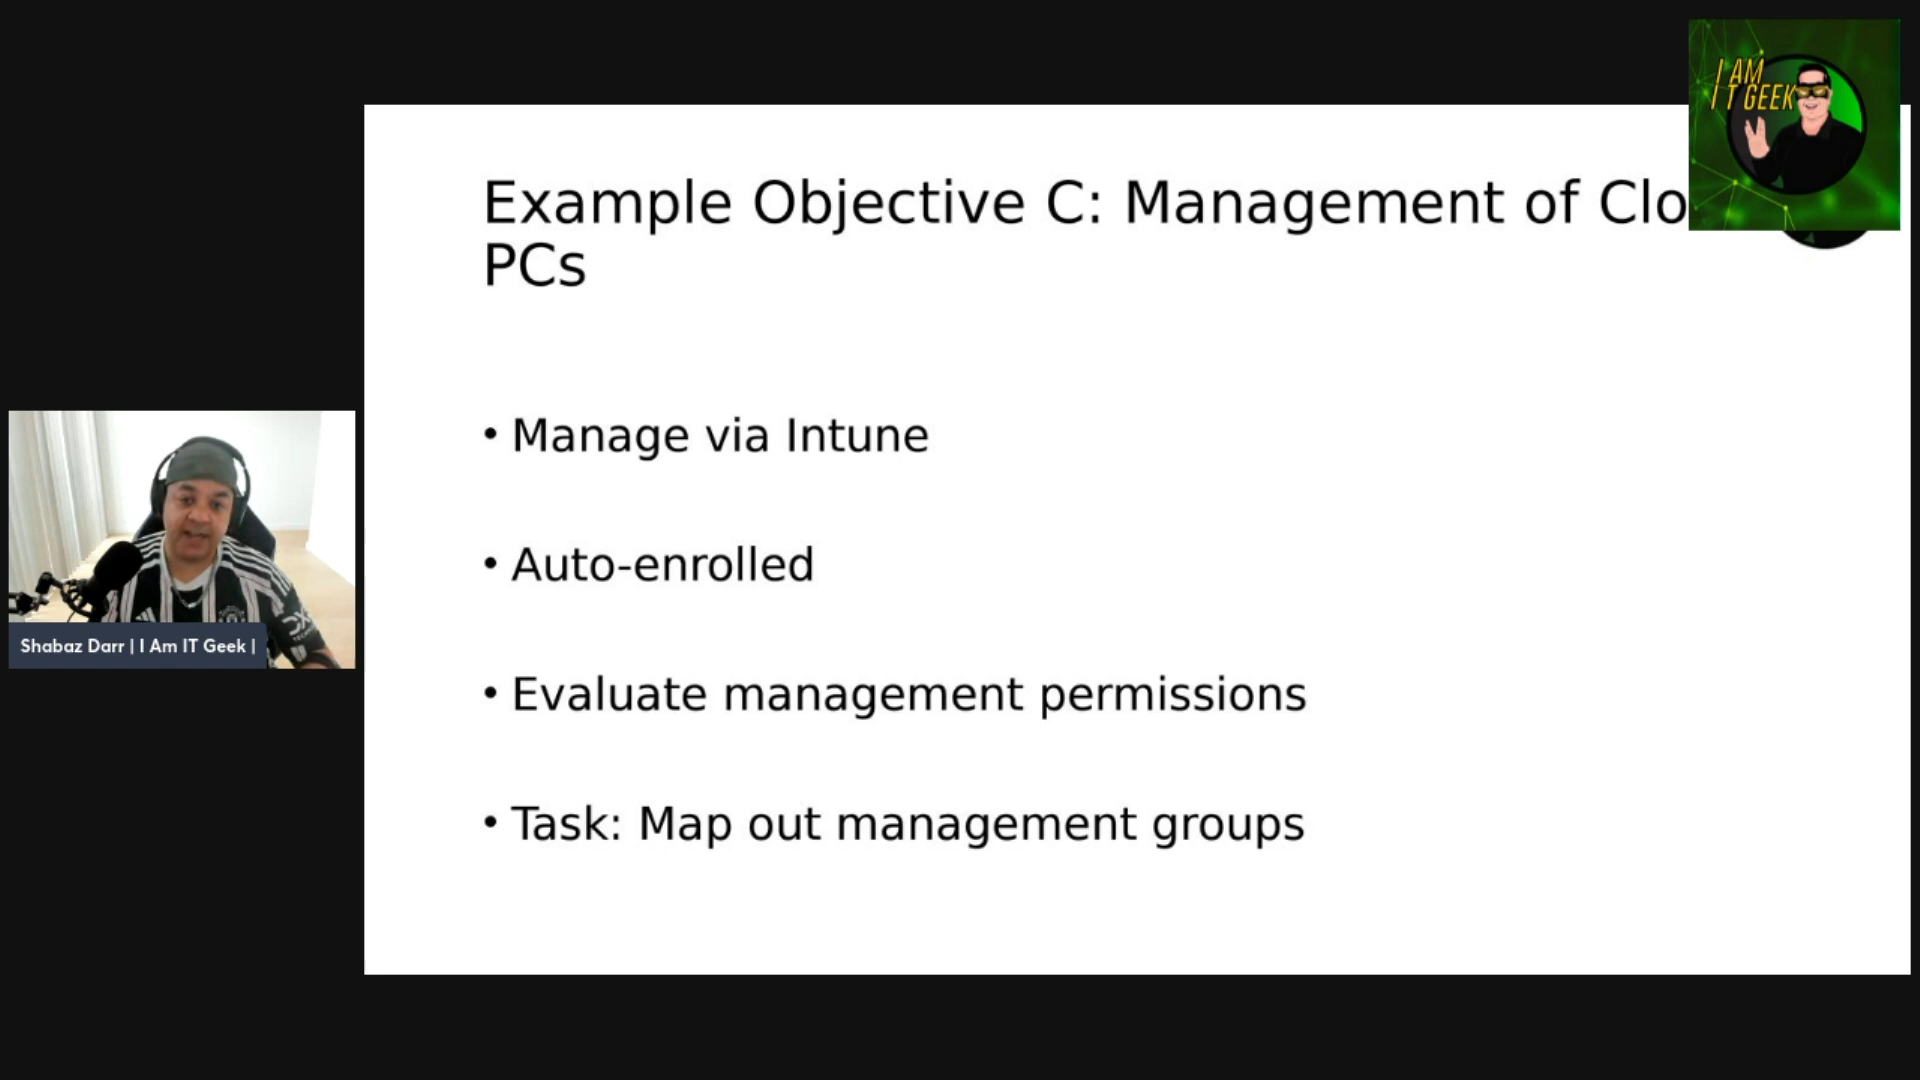 I AM
IT GEEK
Example Objective C: Management of Clo
PCs
• Manage via Intune
• Auto-enrolled
• Evaluate management permissions
• Task: Map out management groups
Shabaz Darr | I Am IT Geek |